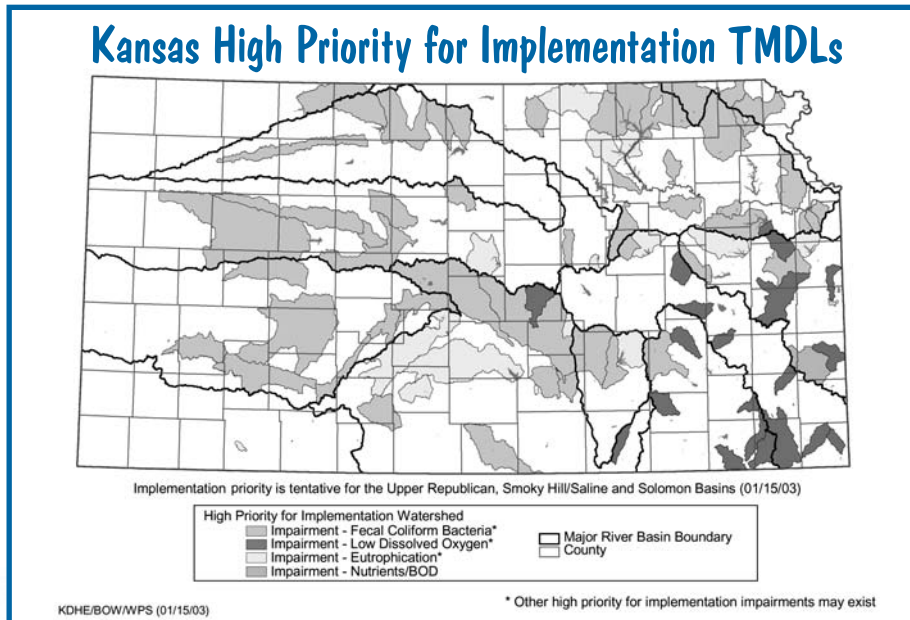 Kansas High Priority for Implementation TMDLs
Implementation priority is tentative for the Upper Republican, Smoky Hill/Saline and Solomon Basins (01/15/03)
High Priority for Implementation Watershed
Impairment - Fecal Coliform Bacteria*
Impairment - Low Dissolved Oxygen*
Impairment - Eutrophication*
Impairment - Nutrients/BOD
Major River Basin Boundary
County
KDHE/BOW/WPS (01/15/03)
* Other high priority for implementation impairments may exist